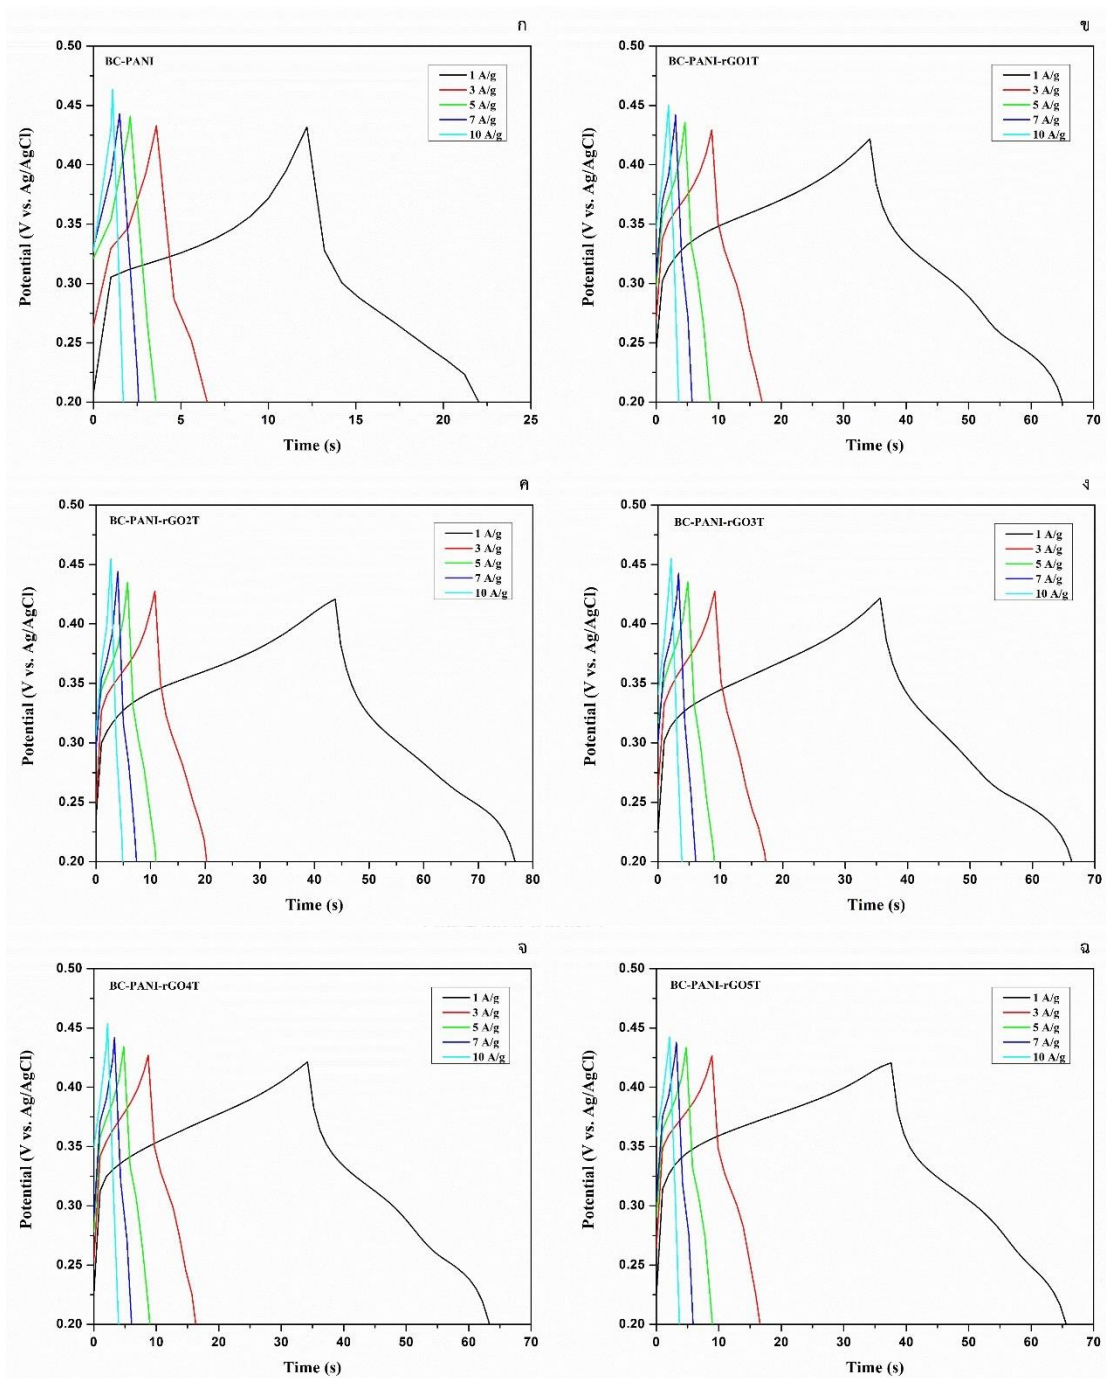 ก
BC-PANI
1 A/g
3 A/g
5 A/g
7 A/g
10 A/g
Potential (V vs. Ag/AgCl)
0.50
0.45
0.40
0.35
0.30
0.25
0.20
0 5 10 15 20 25
Time (s)
ข
BC-PANI-rGO1T
1 A/g
3 A/g
5 A/g
7 A/g
10 A/g
Potential (V vs. Ag/AgCl)
0.50
0.45
0.40
0.35
0.30
0.25
0.20
0 10 20 30 40 50 60 70
Time (s)
ค
BC-PANI-rGO2T
1 A/g
3 A/g
5 A/g
7 A/g
10 A/g
Potential (V vs. Ag/AgCl)
0.50
0.45
0.40
0.35
0.30
0.25
0.20
0 10 20 30 40 50 60 70 80
Time (s)
ง
BC-PANI-rGO3T
1 A/g
3 A/g
5 A/g
7 A/g
10 A/g
Potential (V vs. Ag/AgCl)
0.50
0.45
0.40
0.35
0.30
0.25
0.20
0 10 20 30 40 50 60 70
Time (s)
จ
BC-PANI-rGO4T
1 A/g
3 A/g
5 A/g
7 A/g
10 A/g
Potential (V vs. Ag/AgCl)
0.50
0.45
0.40
0.35
0.30
0.25
0.20
0 10 20 30 40 50 60 70
Time (s)
ฉ
BC-PANI-rGO5T
1 A/g
3 A/g
5 A/g
7 A/g
10 A/g
Potential (V vs. Ag/AgCl)
0.50
0.45
0.40
0.35
0.30
0.25
0.20
0 10 20 30 40 50 60 70
Time (s)